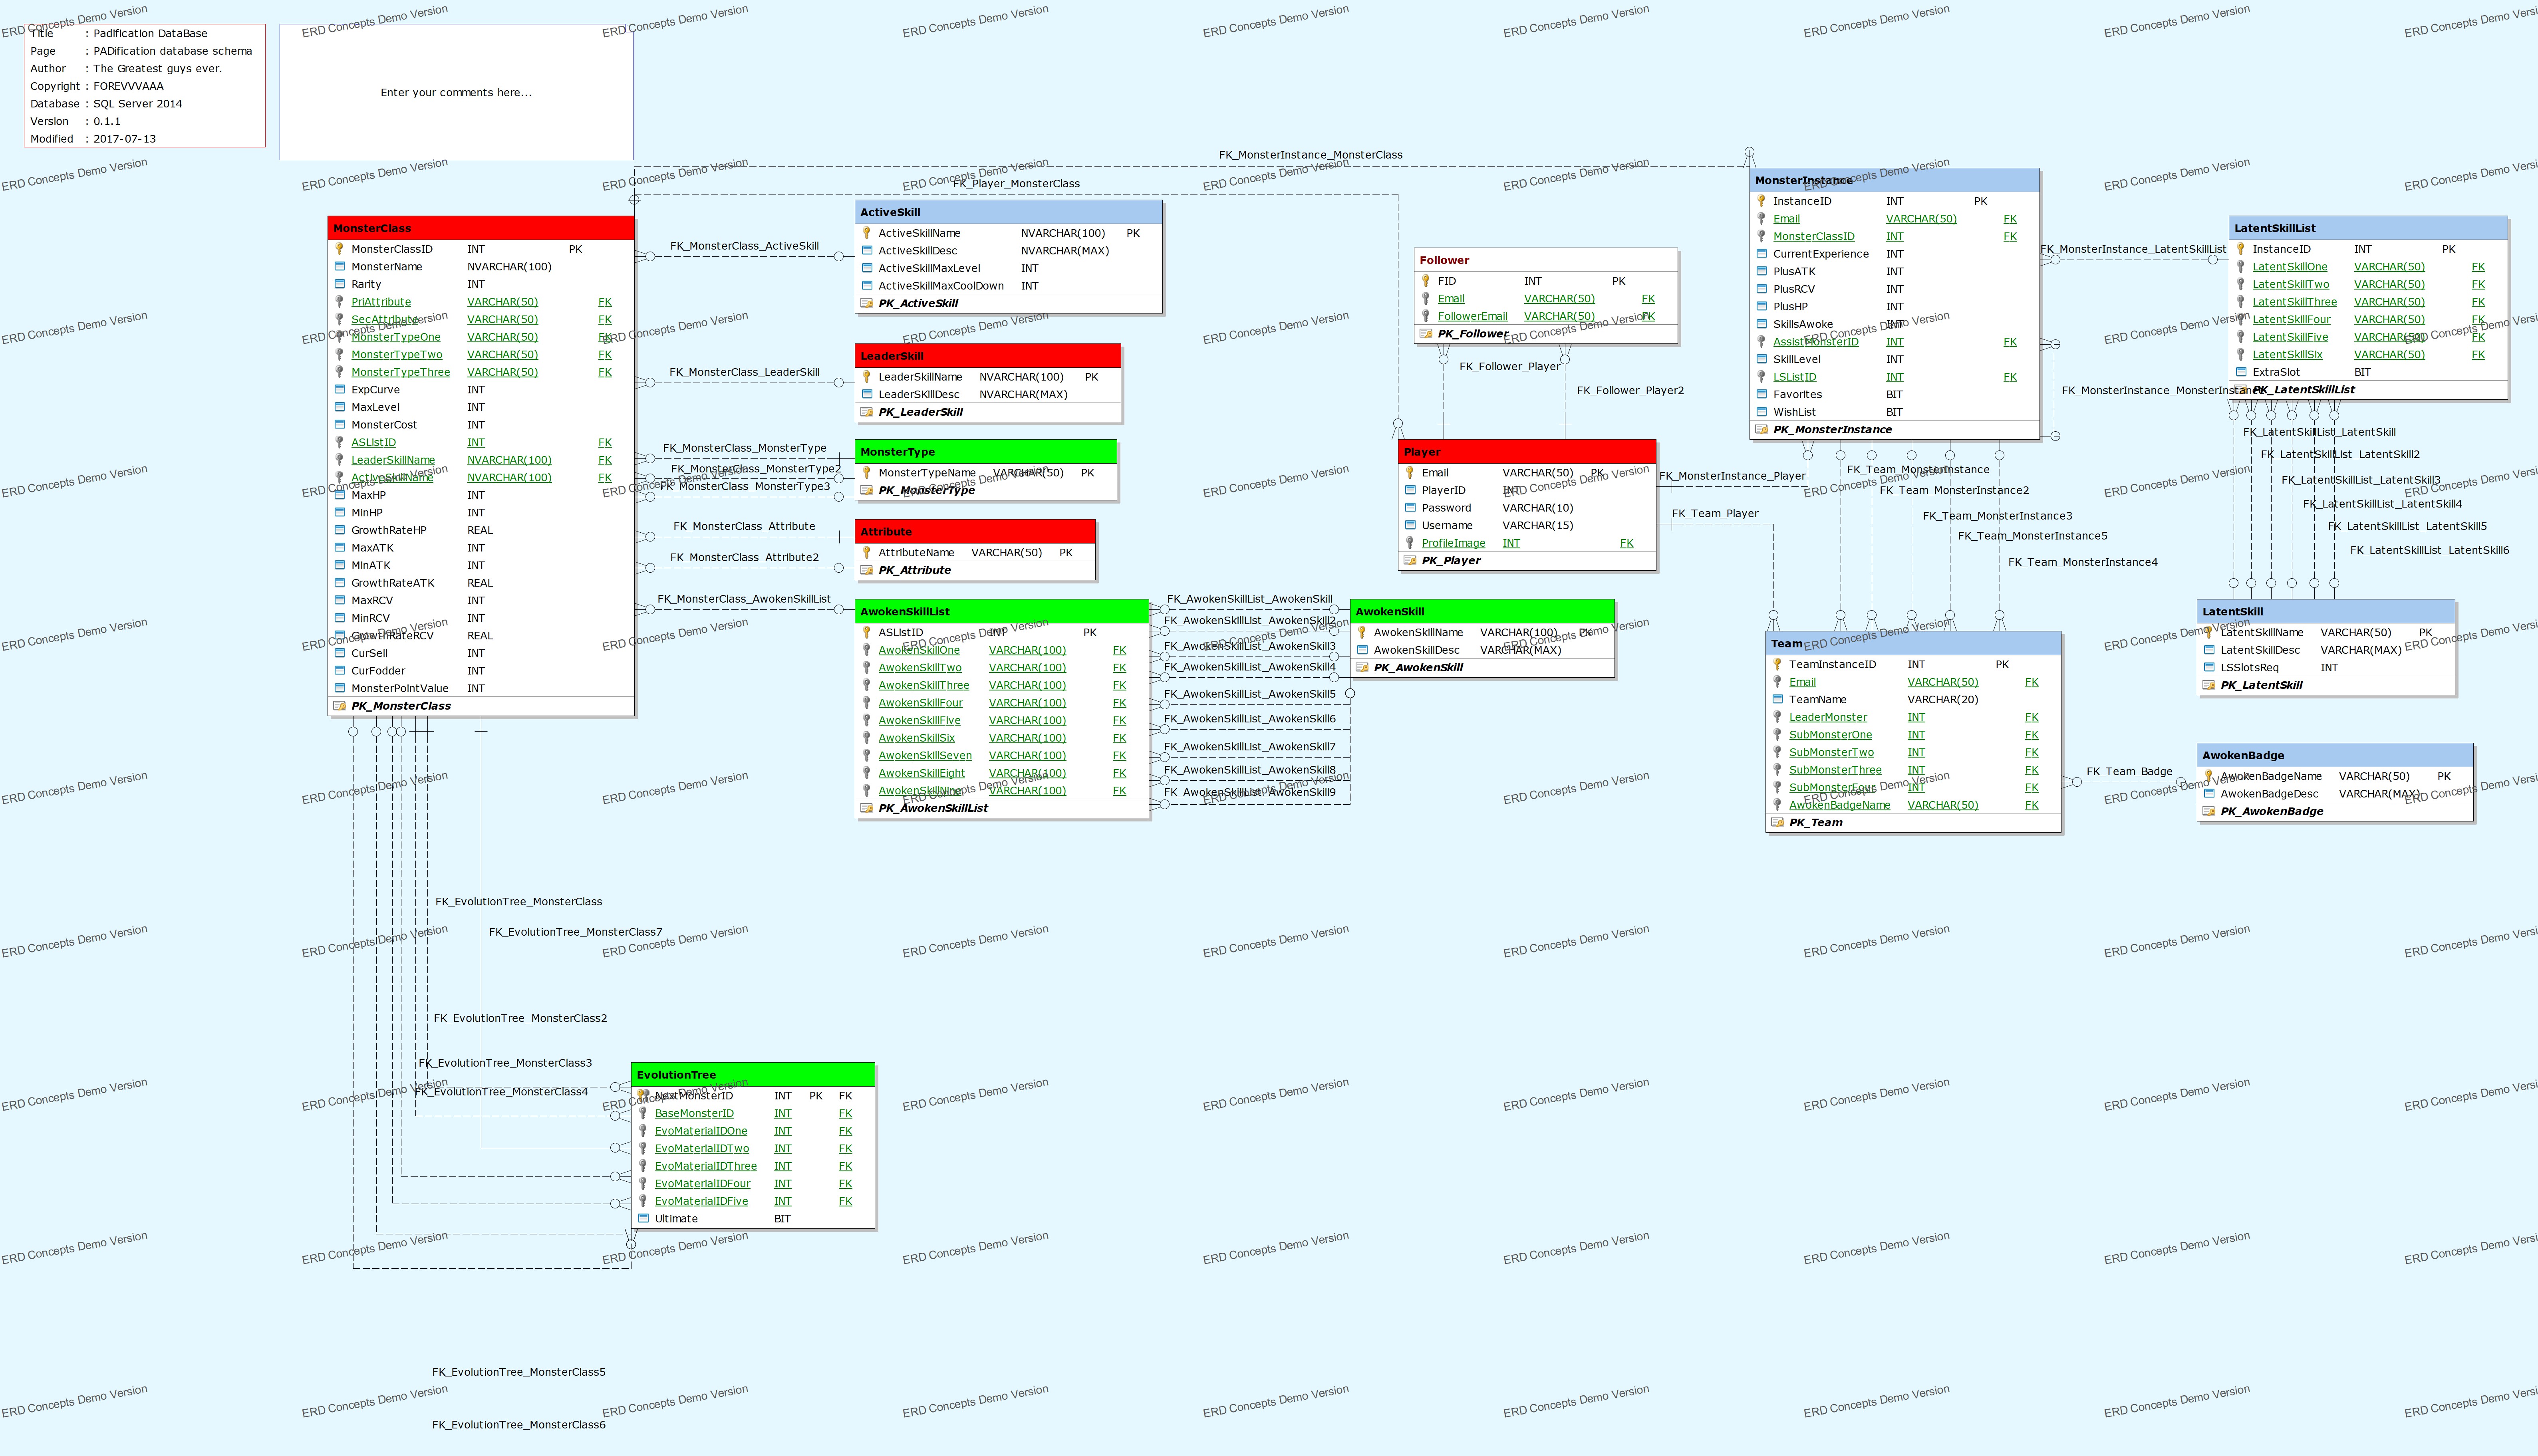 Title : Padification DataBase
Page : PADification database schema
Author : The Greatest guys ever.
Copyright : FOREVVVAAA
Database : SQL Server 2014
Version : 0.1.1
Modified : 2017-07-13
Enter your comments here...
ERD Concepts Demo Version
FK_MonsterInstance_MonsterClass
FK_Player_MonsterClass
MonsterClass
MonsterClassID INT PK
MonsterName NVARCHAR(100)
Rarity INT
PriAttribute VARCHAR(50) FK
SecAttribute VARCHAR(50) FK
MonsterTypeOne VARCHAR(50) FK
MonsterTypeTwo VARCHAR(50) FK
MonsterTypeThree VARCHAR(50) FK
ExpCurve INT
MaxLevel INT
MonsterCost INT
ASListID INT FK
LeaderSkillName NVARCHAR(100) FK
ActiveSkillName NVARCHAR(100) FK
MaxHP INT
MinHP INT
GrowthRateHP REAL
MaxATK INT
MinATK INT
GrowthRateATK REAL
MaxRCV INT
MinRCV INT
GrowthRateRCV REAL
CurSell INT
CurFodder INT
MonsterPointValue INT
PK_MonsterClass
FK_MonsterClass_ActiveSkill
FK_MonsterClass_LeaderSkill
FK_MonsterClass_MonsterType
FK_MonsterClass_MonsterType2
FK_MonsterClass_MonsterType3
FK_MonsterClass_Attribute
FK_MonsterClass_Attribute2
FK_MonsterClass_AwokenSkillList
ActiveSkill
ActiveSkillName NVARCHAR(100) PK
ActiveSkillDesc NVARCHAR(MAX)
ActiveSkillMaxLevel INT
ActiveSkillMaxCoolDown INT
PK_ActiveSkill
LeaderSkill
LeaderSkillName NVARCHAR(100) PK
LeaderSKillDesc NVARCHAR(MAX)
PK_LeaderSkill
MonsterType
MonsterTypeName VARCHAR(50) PK
PK_MonsterType
Attribute
AttributeName VARCHAR(50) PK
PK_Attribute
AwokenSkillList
ASListID INT PK
AwokenSkillOne VARCHAR(100) FK
AwokenSkillTwo VARCHAR(100) FK
AwokenSkillThree VARCHAR(100) FK
AwokenSkillFour VARCHAR(100) FK
AwokenSkillFive VARCHAR(100) FK
AwokenSkillSix VARCHAR(100) FK
AwokenSkillSeven VARCHAR(100) FK
AwokenSkillEight VARCHAR(100) FK
AwokenSkillNine VARCHAR(100) FK
PK_AwokenSkillList
FK_AwokenSkillList_AwokenSkill
FK_AwokenSkillList_AwokenSkill2
FK_AwokenSkillList_AwokenSkill3
FK_AwokenSkillList_AwokenSkill4
FK_AwokenSkillList_AwokenSkill5
FK_AwokenSkillList_AwokenSkill6
FK_AwokenSkillList_AwokenSkill7
FK_AwokenSkillList_AwokenSkill8
FK_AwokenSkillList_AwokenSkill9
AwokenSkill
AwokenSkillName VARCHAR(100) PK
AwokenSkillDesc VARCHAR(MAX)
PK_AwokenSkill
Follower
FID INT PK
Email VARCHAR(50) FK
FollowerEmail VARCHAR(50) FK
PK_Follower
FK_Follower_Player
FK_Follower_Player2
Player
Email VARCHAR(50) PK
PlayerID INT
Password VARCHAR(10)
Username VARCHAR(15)
ProfileImage INT FK
PK_Player
FK_MonsterInstance_Player
FK_Team_Player
MonsterInstance
InstanceID INT PK
Email VARCHAR(50) FK
MonsterClassID INT FK
CurrentExperience INT
PlusATK INT
PlusRCV INT
PlusHP INT
SkillsAwoke INT
AssistMonsterID INT FK
SkillLevel INT
LSListID INT FK
Favorites BIT
WishList BIT
PK_MonsterInstance
FK_MonsterInstance_LatentSkillList
FK_MonsterInstance_MonsterInstance
FK_Team_MonsterInstance
FK_Team_MonsterInstance2
FK_Team_MonsterInstance3
FK_Team_MonsterInstance5
FK_Team_MonsterInstance4
LatentSkillList
InstanceID INT PK
LatentSkillOne VARCHAR(50) FK
LatentSkillTwo VARCHAR(50) FK
LatentSkillThree VARCHAR(50) FK
LatentSkillFour VARCHAR(50) FK
LatentSkillFive VARCHAR(50) FK
LatentSkillSix VARCHAR(50) FK
ExtraSlot BIT
PK_LatentSkillList
FK_LatentSkillList_LatentSkill
FK_LatentSkillList_LatentSkill2
FK_LatentSkillList_LatentSkill3
FK_LatentSkillList_LatentSkill4
FK_LatentSkillList_LatentSkill5
FK_LatentSkillList_LatentSkill6
LatentSkill
LatentSkillName VARCHAR(50) PK
LatentSkillDesc VARCHAR(MAX)
LSSlotsReq INT
PK_LatentSkill
Team
TeamInstanceID INT PK
Email VARCHAR(50) FK
TeamName VARCHAR(20)
LeaderMonster INT FK
SubMonsterOne INT FK
SubMonsterTwo INT FK
SubMonsterThree INT FK
SubMonsterFour INT FK
AwokenBadgeName VARCHAR(50) FK
PK_Team
FK_Team_Badge
AwokenBadge
AwokenBadgeName VARCHAR(50) PK
AwokenBadgeDesc VARCHAR(MAX)
PK_AwokenBadge
FK_EvolutionTree_MonsterClass
FK_EvolutionTree_MonsterClass7
FK_EvolutionTree_MonsterClass2
FK_EvolutionTree_MonsterClass3
FK_EvolutionTree_MonsterClass4
EvolutionTree
NextMonsterID INT PK FK
BaseMonsterID INT FK
EvoMaterialIDOne INT FK
EvoMaterialIDTwo INT FK
EvoMaterialIDThree INT FK
EvoMaterialIDFour INT FK
EvoMaterialIDFive INT FK
Ultimate BIT
FK_EvolutionTree_MonsterClass5
FK_EvolutionTree_MonsterClass6